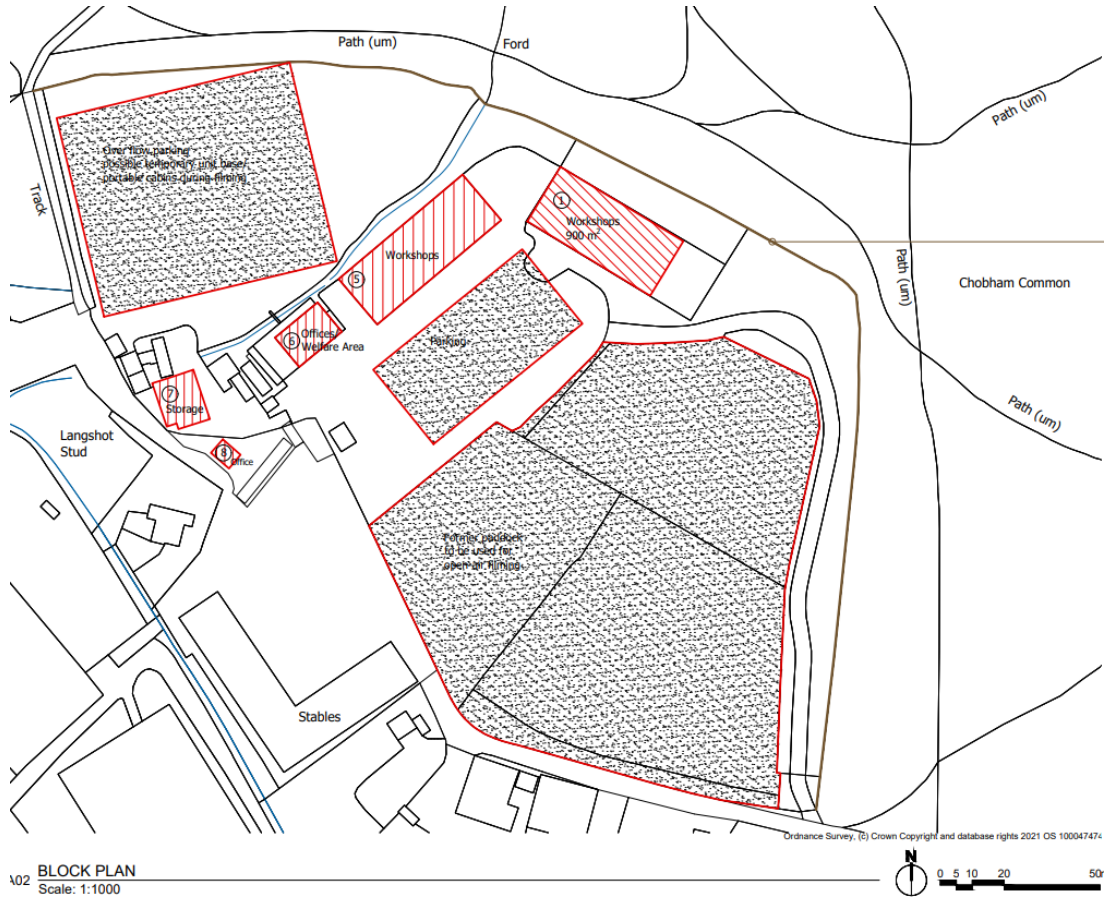 Path (um)
Ford
Path (um)
Over flow parking
possible temporary unit base/
portable cabins during filming
Track
1
Workshops
900 m²
Workshops
5
Path (um)
Chobham Common
6
Offices/
Welfare Area
Parking
7
Storage
Path (um)
Langshot
Stud
8
Office
Former paddock
to be used for
open air filming
Stables
Ordnance Survey, (c) Crown Copyright and database rights 2021 OS 100047474
A02
BLOCK PLAN
Scale: 1:1000
N
0 5 10 20 50m